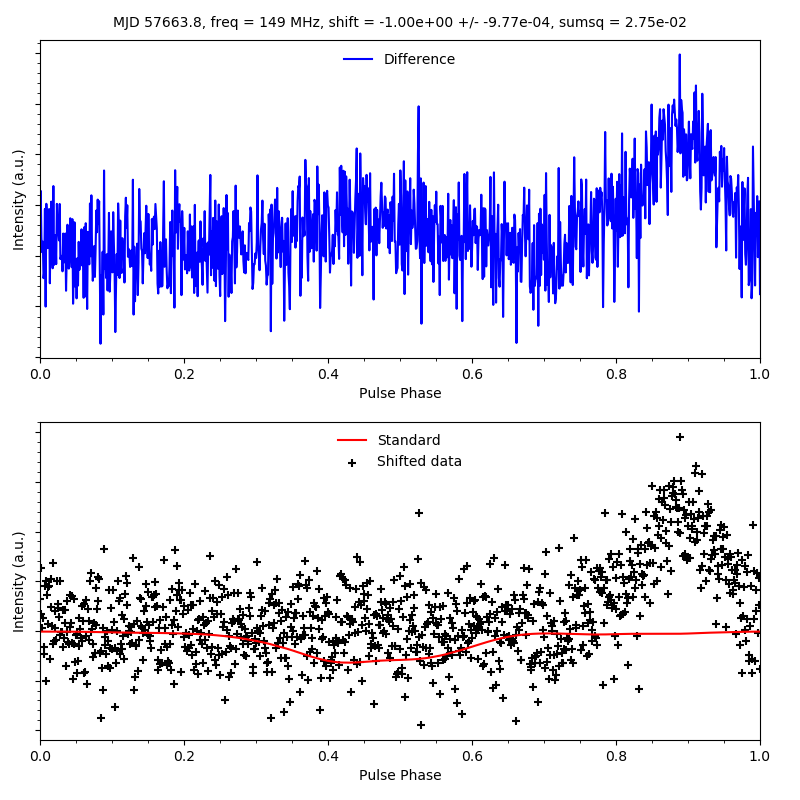 MJD 57663.8, freq = 149 MHz, shift = -1.00e+00 +/- -9.77e-04, sumsq = 2.75e-02
Difference
Intensity (a.u.)
0.0 0.2 0.4 0.6 0.8 1.0
Pulse Phase
Standard
Shifted data
Intensity (a.u.)
0.0 0.2 0.4 0.6 0.8 1.0
Pulse Phase